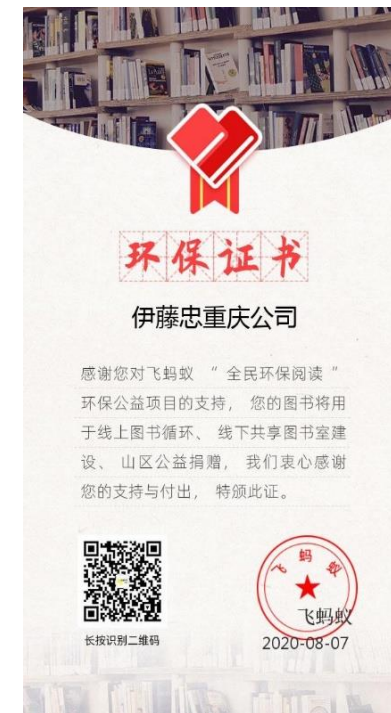 环保证书
伊藤忠重庆公司
感谢您对飞蚂蚁 “ 全民环保阅读 ”
环保公益项目的支持， 您的图书将用
于线上图书循环、 线下共享图书室建
设、 山区公益捐赠， 我们衷心感谢
您的支持与付出， 特颁此证。
飞蚂蚁
飞蚂蚁
长按识别二维码
2020-08-07